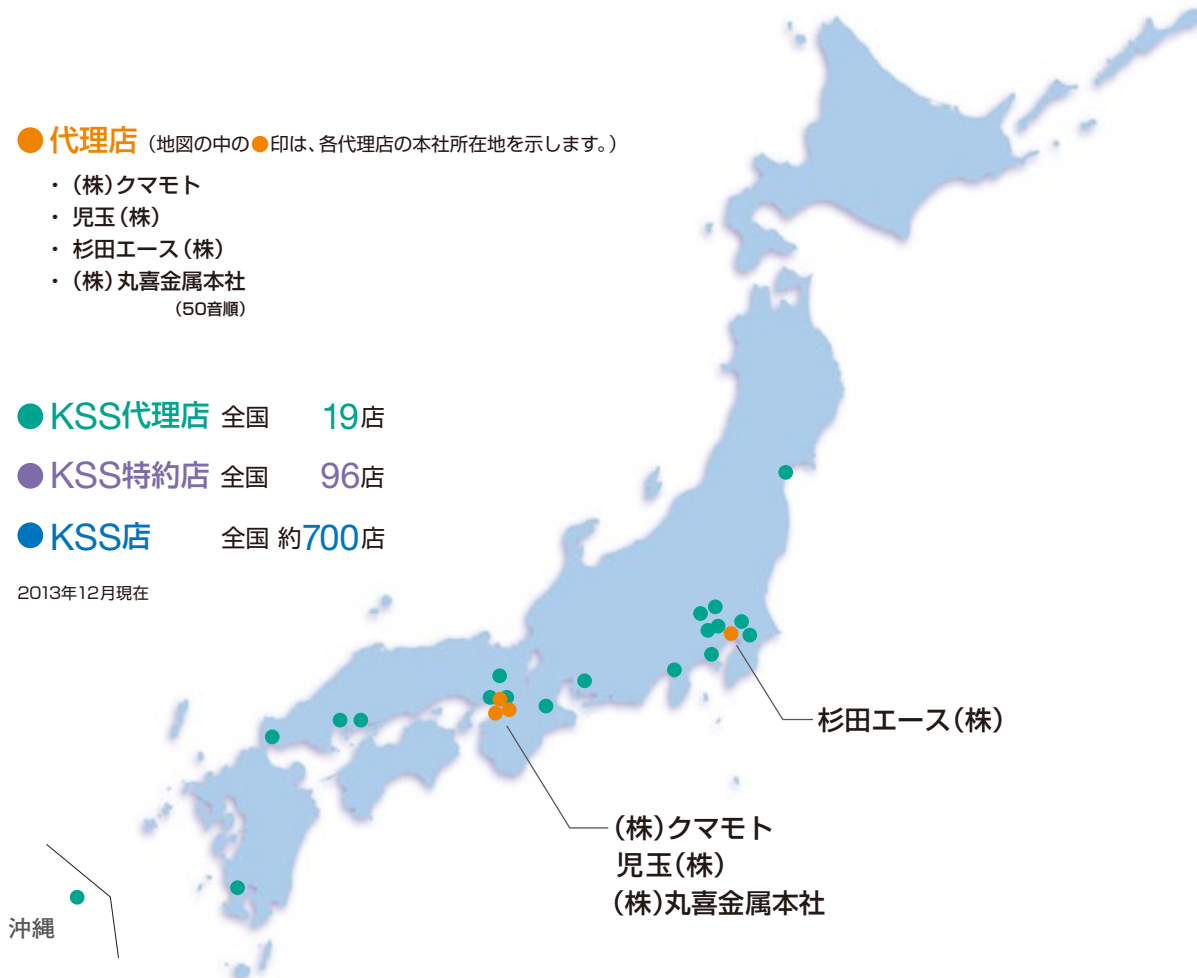 ●代理店（地図の中の●印は、各代理店の本社所在地を示します。）
・（株）クマモト
・児玉（株）
・杉田エース（株）
・（株）丸喜金属本社
（50音順）
●KSS代理店 全国 19店
●KSS特約店 全国 96店
●KSS店 全国 約700店
2013年12月現在
杉田エース（株）
（株）クマモト
児玉（株）
（株）丸喜金属本社
沖縄